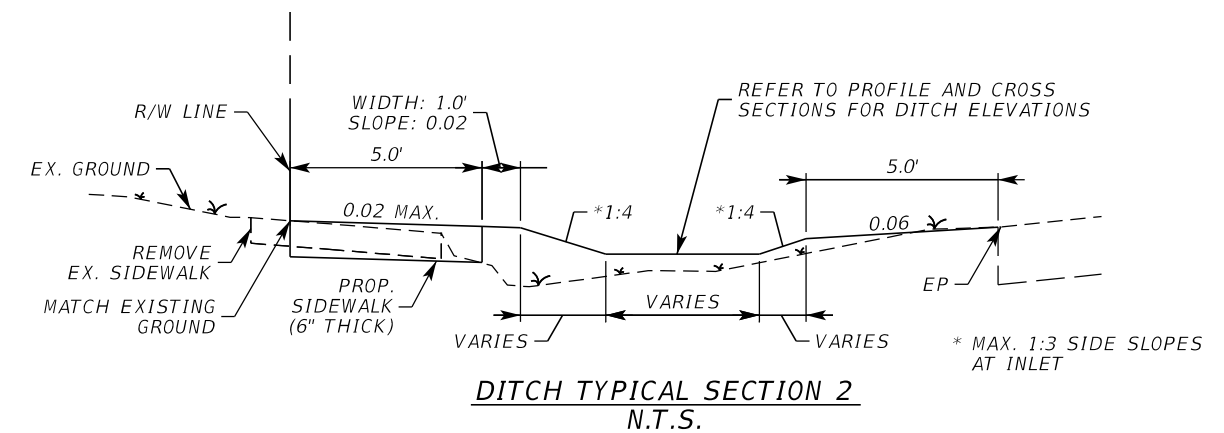 REFER TO PROFILE AND CROSS
SECTIONS FOR DITCH ELEVATIONS
WIDTH: 1.0'
SLOPE: 0.02
R/W LINE
5.0'
EX. GROUND
5.0'
0.02 MAX.
*1:4
*1:4
0.06
REMOVE
EX. SIDEWALK
MATCH EXISTING
GROUND
PROP.
SIDEWALK
(6" THICK)
VARIES
EP
VARIES
VARIES
* MAX. 1:3 SIDE SLOPES
AT INLET
DITCH TYPICAL SECTION 2
N.T.S.